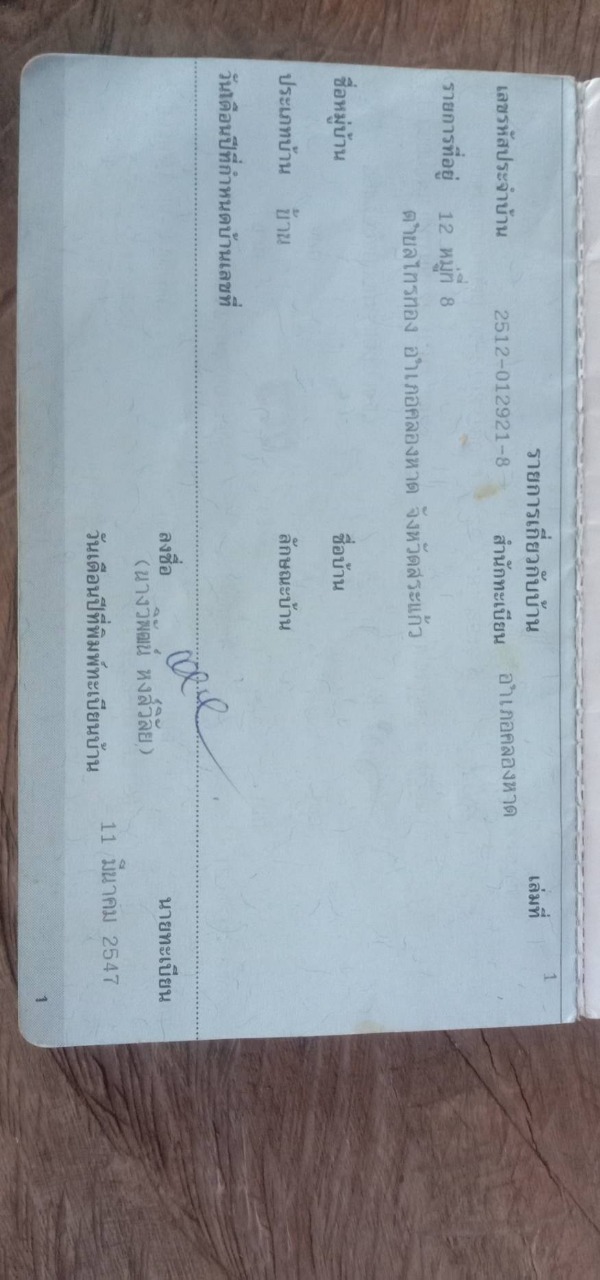 รายการเกี่ยวกับบ้าน เล่มที่ 1
เลขรหัสประจำบ้าน 2512-012921-8 สำนักทะเบียน อำเภอคลองหาด
รายการที่อยู่ 12 หมู่ที่ 8
ตำบลไทรทอง อำเภอคลองหาด จังหวัดสระแก้ว
ชื่อหมู่บ้าน ชื่อบ้าน
ประเภทบ้าน บ้าน ลักษณะบ้าน
วันเดือนปีที่กำหนดบ้านเลขที่
ลงชื่อ นายทะเบียน
(นางวิพัฒน์ หงส์วิลัย)
วันเดือนปีที่พิมพ์ทะเบียนบ้าน 11 มีนาคม 2547
1